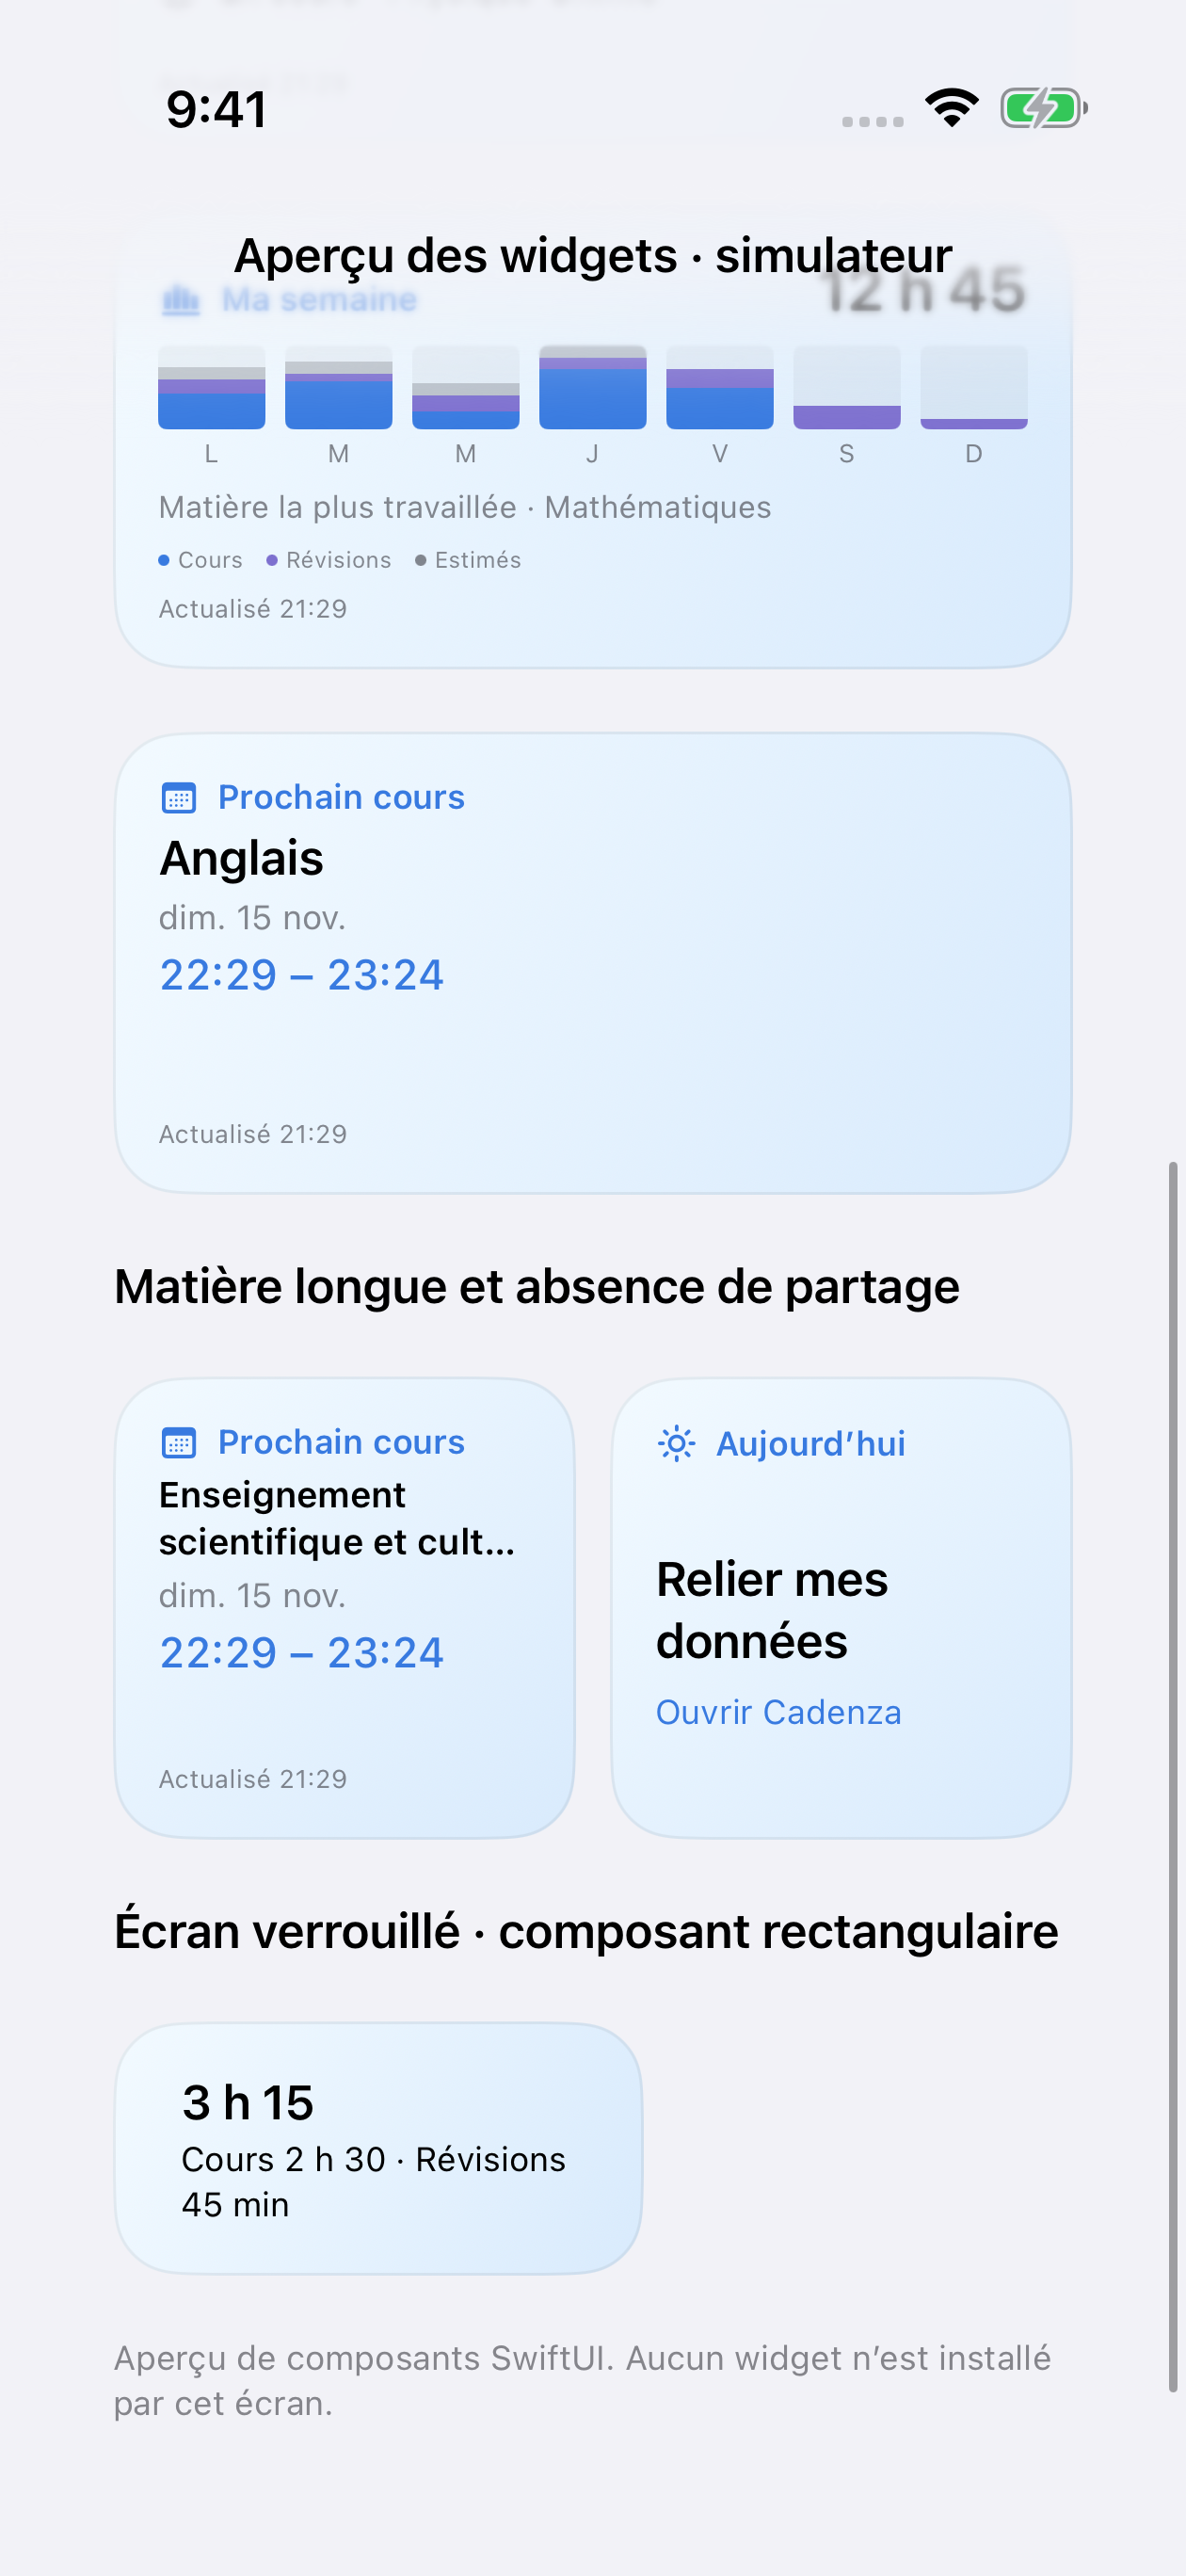 9:41
Aperçu des widgets · simulateur
Ma semaine
12 h 45
L M M J V S D
Matière la plus travaillée · Mathématiques
Cours Révisions Estimés
Actualisé 21:29
Prochain cours
Anglais
dim. 15 nov.
22:29 – 23:24
Actualisé 21:29
Matière longue et absence de partage
Prochain cours
Enseignement
scientifique et cult...
dim. 15 nov.
22:29 – 23:24
Actualisé 21:29
Aujourd’hui
Relier mes
données
Ouvrir Cadenza
Écran verrouillé · composant rectangulaire
3 h 15
Cours 2 h 30 · Révisions
45 min
Aperçu de composants SwiftUI. Aucun widget n’est installé
par cet écran.